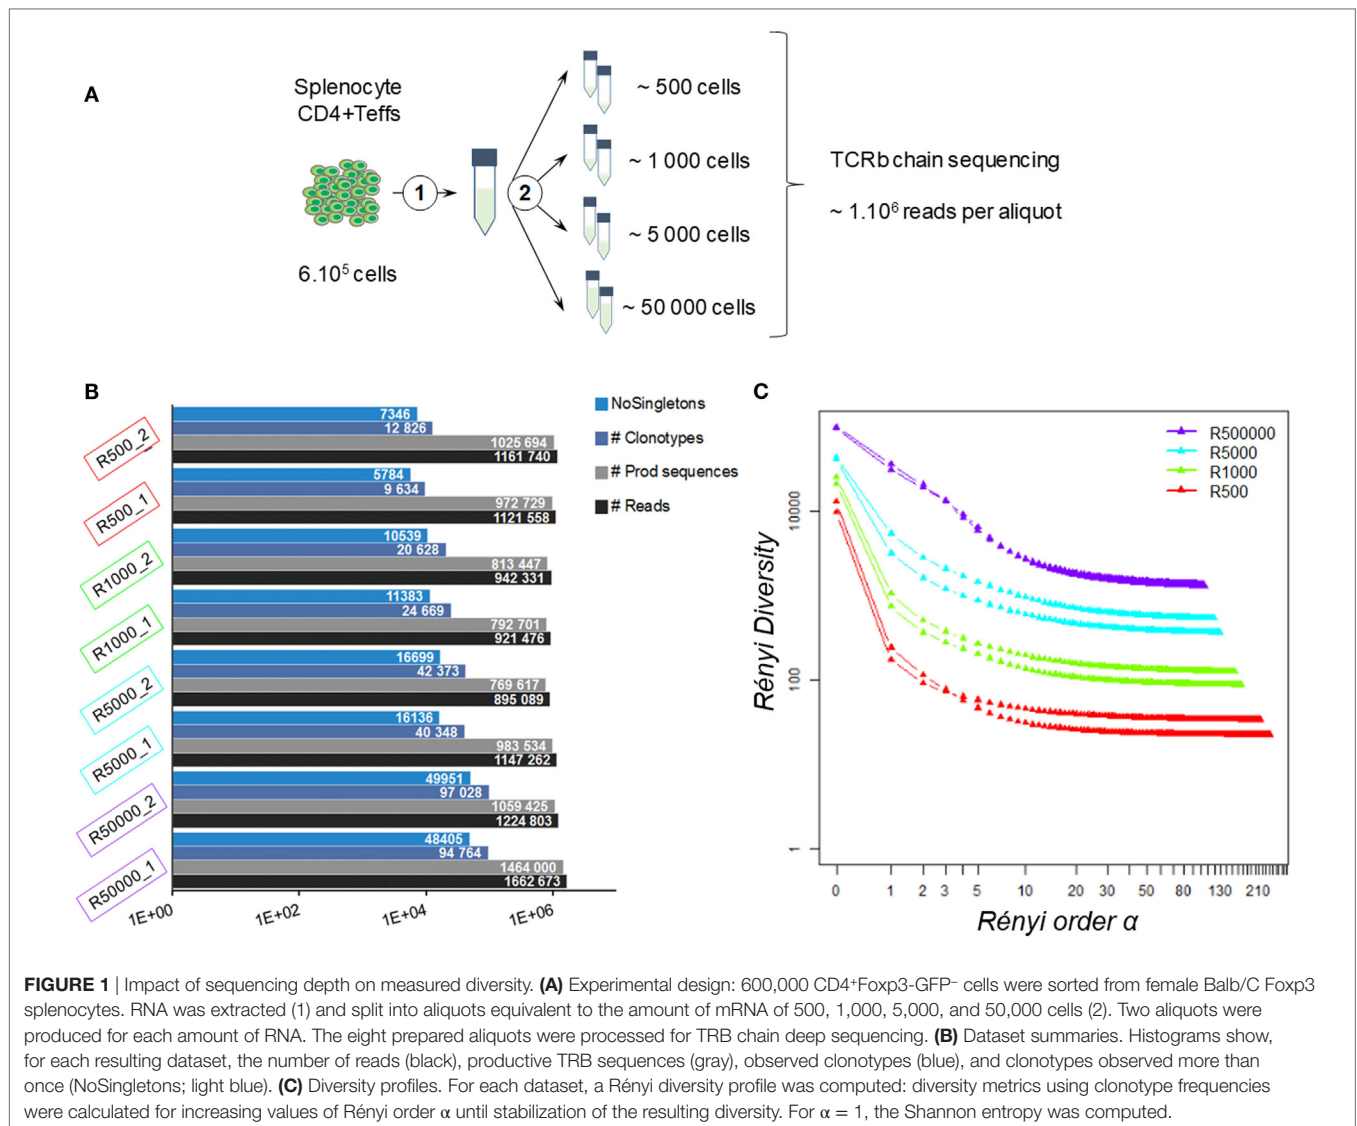 A
Splenocyte
CD4+Teffs
6.10⁵ cells
1
2
~ 500 cells
~ 1 000 cells
~ 5 000 cells
~ 50 000 cells
TCRb chain sequencing
~ 1.10⁶ reads per aliquot
B
NoSingletons
# Clonotypes
# Prod sequences
# Reads
R500_2
7346
12 826
1025 694
1161 740
R500_1
5784
9 634
972 729
1121 558
R1000_2
10539
20 628
813 447
942 331
R1000_1
11383
24 669
792 701
921 476
R5000_2
16699
42 373
769 617
895 089
R5000_1
16136
40 348
983 534
1147 262
R50000_2
49951
97 028
1059 425
1224 803
R50000_1
48405
94 764
1464 000
1662 673
1E+00 1E+02 1E+04 1E+06
C
R500000
R5000
R1000
R500
Rényi Diversity
10000
100
1
0 1 2 3 5 10 20 30 50 80 130 210
Rényi order α
FIGURE 1 | Impact of sequencing depth on measured diversity. (A) Experimental design: 600,000 CD4⁺Foxp3-GFP⁻ cells were sorted from female Balb/C Foxp3
splenocytes. RNA was extracted (1) and split into aliquots equivalent to the amount of mRNA of 500, 1,000, 5,000, and 50,000 cells (2). Two aliquots were
produced for each amount of RNA. The eight prepared aliquots were processed for TRB chain deep sequencing. (B) Dataset summaries. Histograms show,
for each resulting dataset, the number of reads (black), productive TRB sequences (gray), observed clonotypes (blue), and clonotypes observed more than
once (NoSingletons; light blue). (C) Diversity profiles. For each dataset, a Rényi diversity profile was computed: diversity metrics using clonotype frequencies
were calculated for increasing values of Rényi order α until stabilization of the resulting diversity. For α = 1, the Shannon entropy was computed.